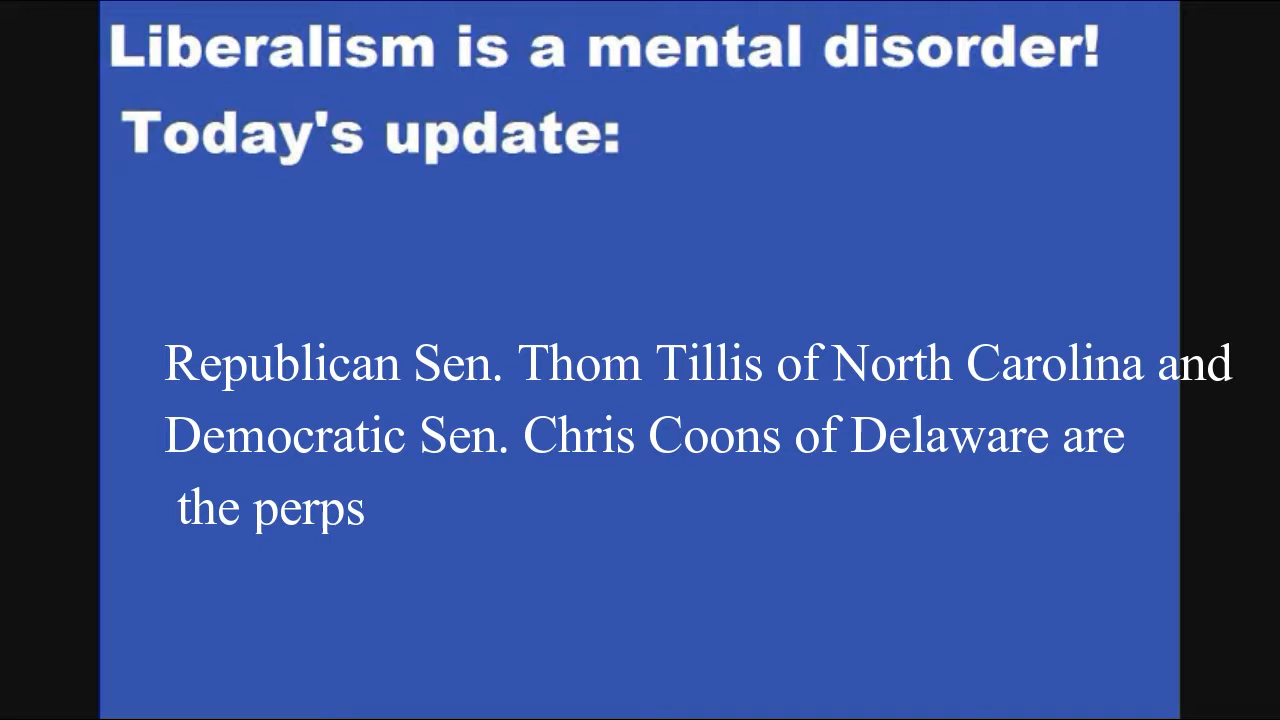 Liberalism is a mental disorder!
Today's update:
Republican Sen. Thom Tillis of North Carolina and
Democratic Sen. Chris Coons of Delaware are
the perps